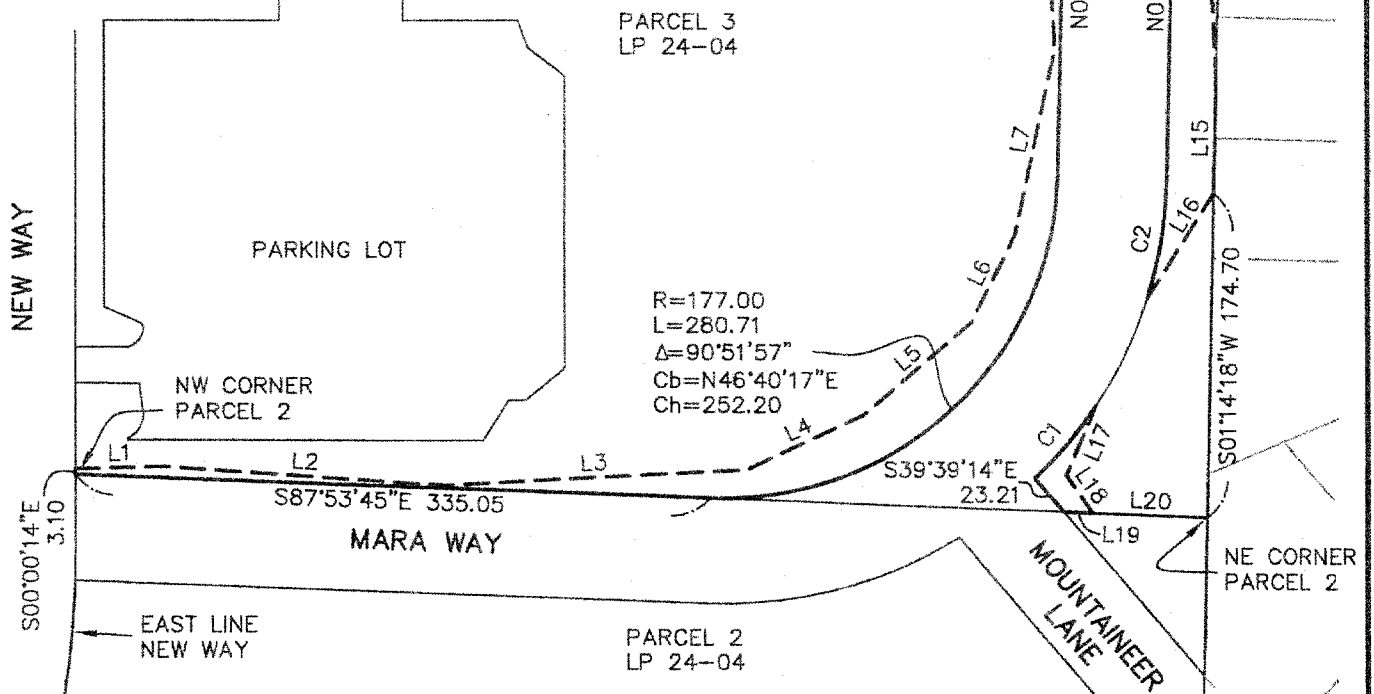 PARCEL 3
LP 24-04
N0
N0
L7
L15
NEW WAY
PARKING LOT
L6
C2
L16
R=177.00
L=280.71
Δ=90°51'57"
Cb=N46°40'17"E
Ch=252.20
L5
S01°14'18"W 174.70
NW CORNER
PARCEL 2
L4
C1
L17
L1
L2
L3
S39°39'14"E
23.21
L18
L20
S87°53'45"E 335.05
L19
S00°00'14"E
3.10
MARA WAY
MOUNTAINEER
LANE
NE CORNER
PARCEL 2
EAST LINE
NEW WAY
PARCEL 2
LP 24-04